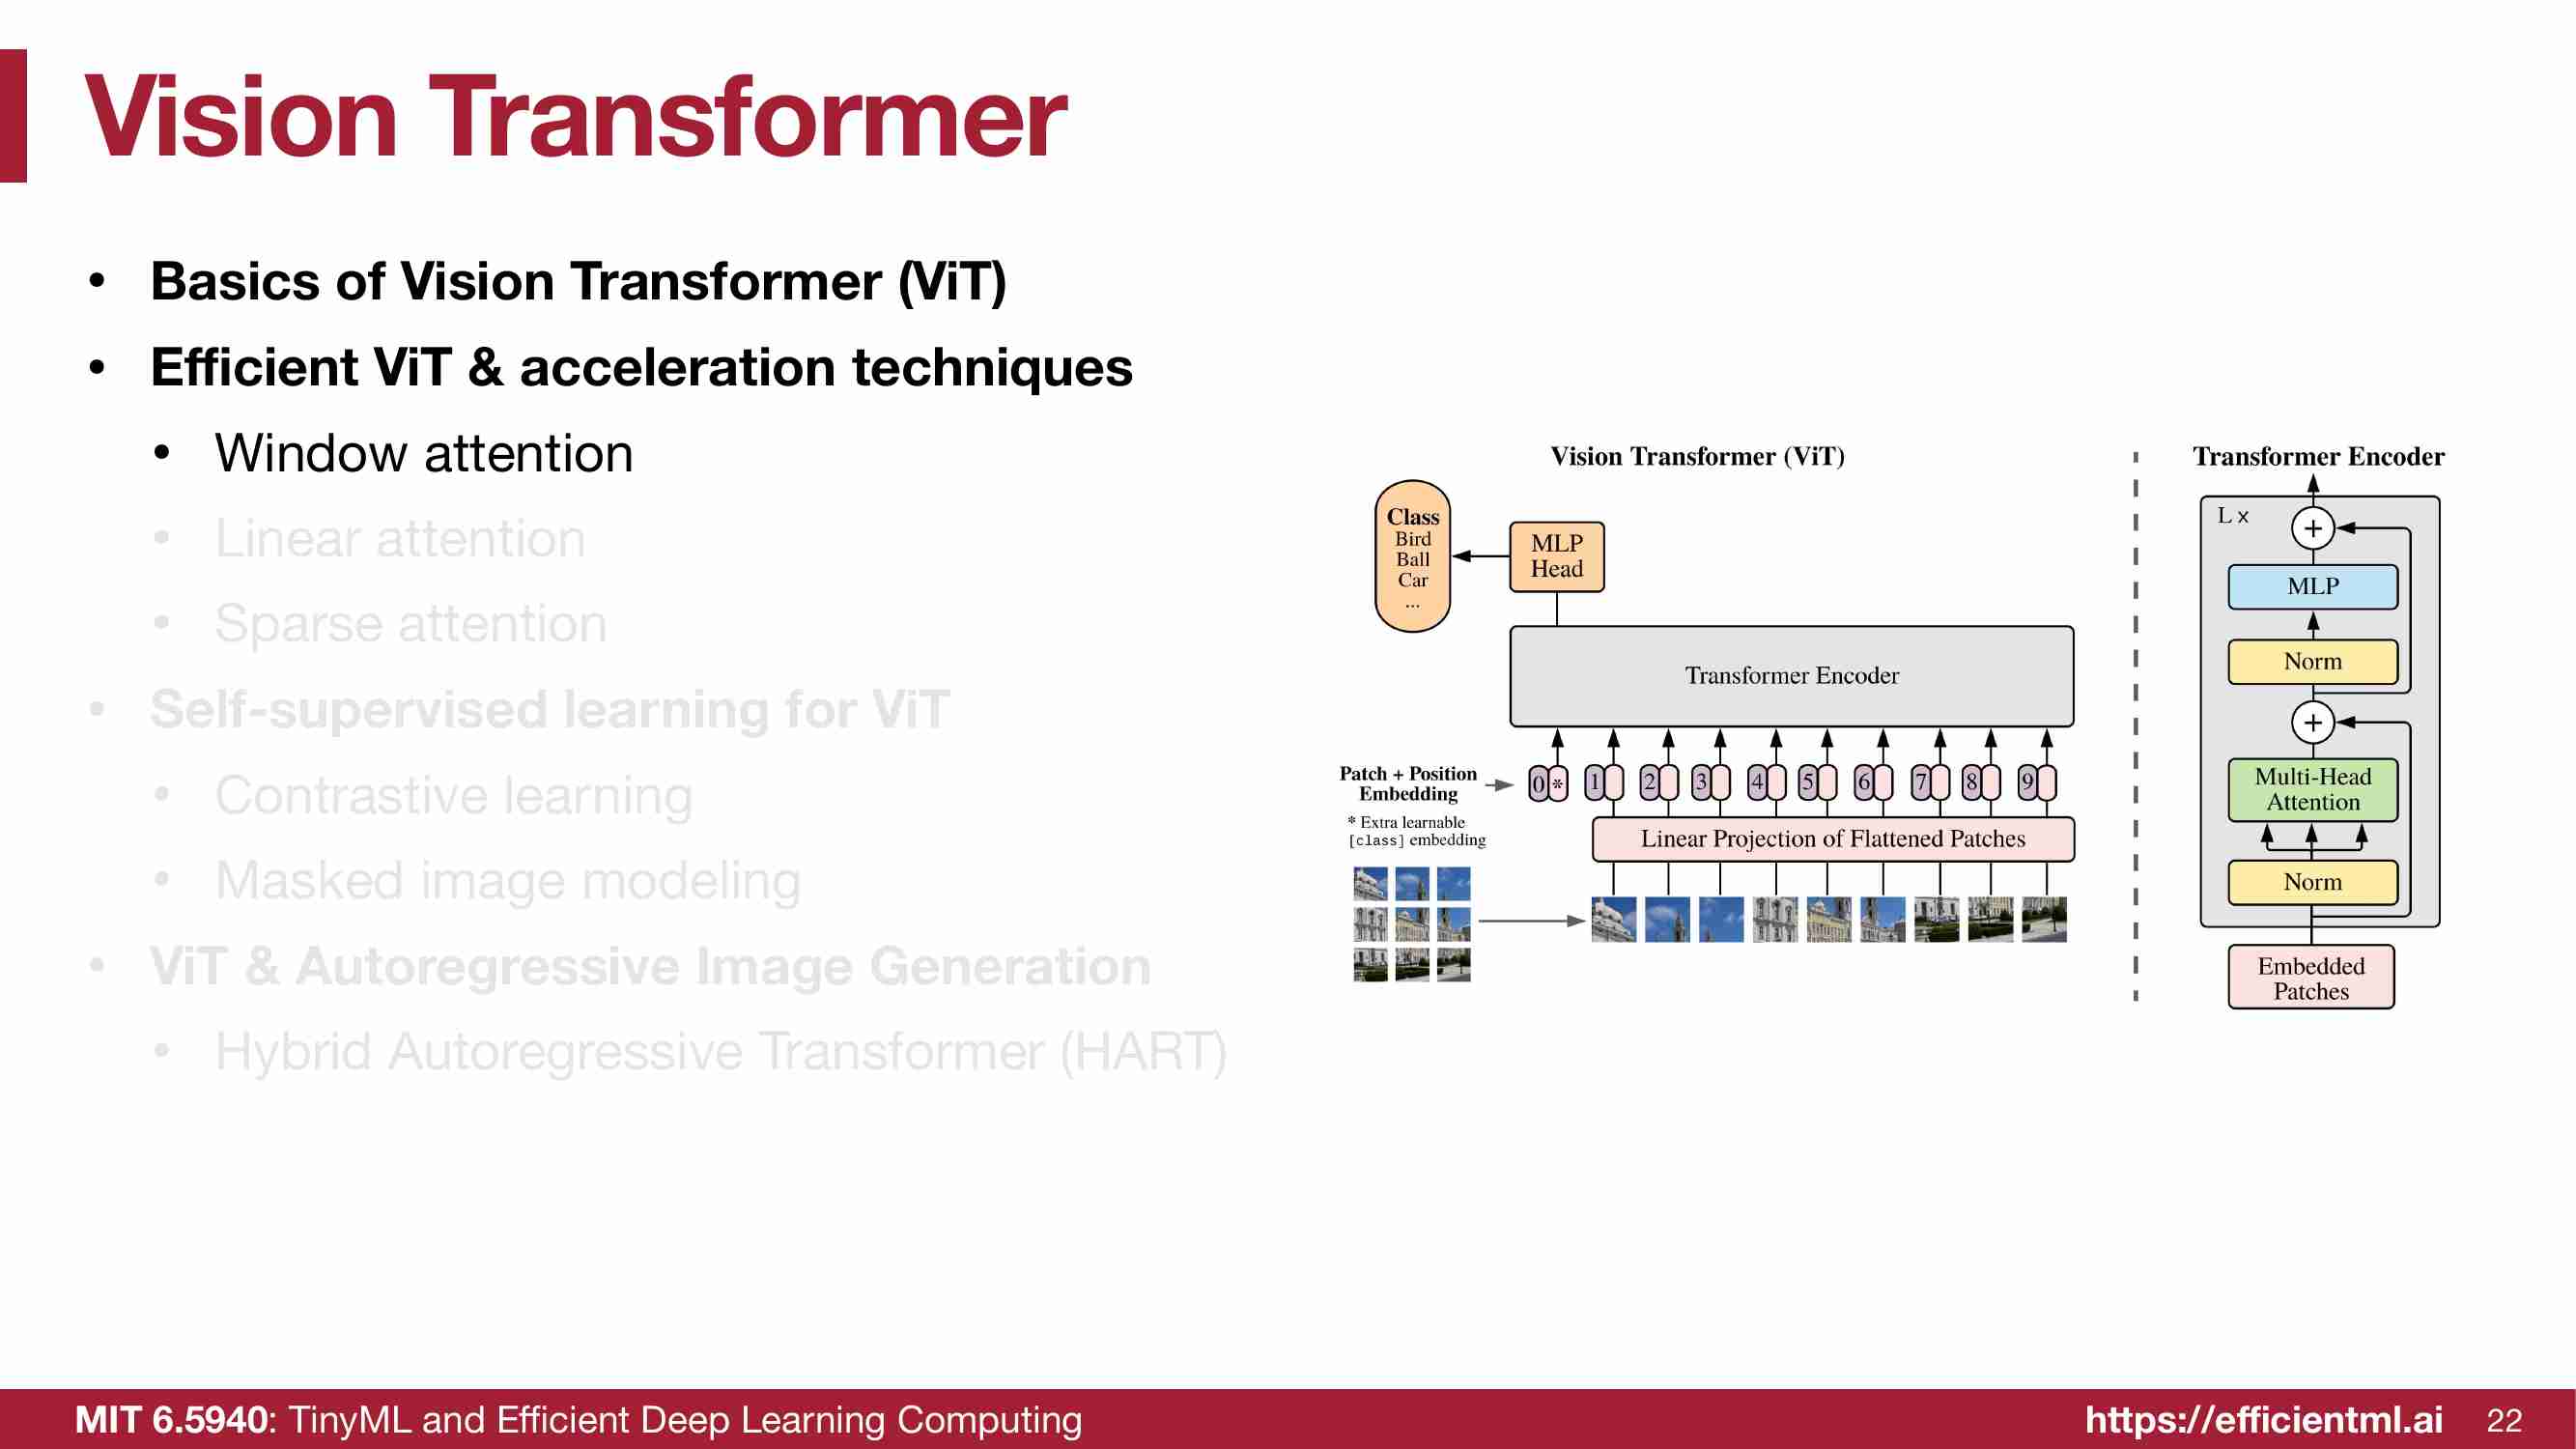 Vision Transformer
• Basics of Vision Transformer (ViT)
• Efficient ViT & acceleration techniques
• Window attention
• Linear attention
• Sparse attention
• Self-supervised learning for ViT
• Contrastive learning
• Masked image modeling
• ViT & Autoregressive Image Generation
• Hybrid Autoregressive Transformer (HART)
Vision Transformer (ViT)
Class
Bird
Ball
Car
...
MLP
Head
Transformer Encoder
Patch + Position
Embedding
* Extra learnable
[class] embedding
0 * 1 2 3 4 5 6 7 8 9
Linear Projection of Flattened Patches
Transformer Encoder
L x
+
MLP
Norm
+
Multi-Head
Attention
Norm
Embedded
Patches
MIT 6.5940: TinyML and Efficient Deep Learning Computing
https://efficientml.ai
22